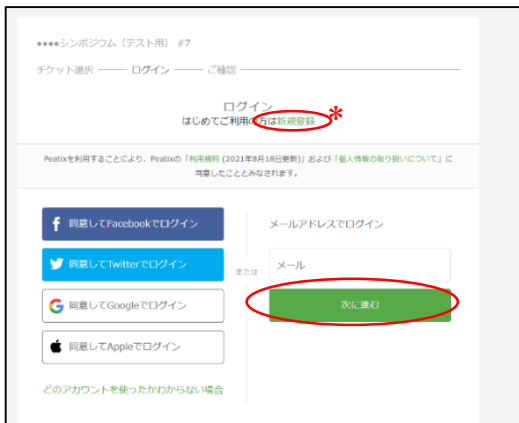 ●●●●シンポジウム（テスト用） #7
チケット選択 ログイン ご確認
ログイン
はじめてご利用の方は新規登録
*
Peatixを利用することにより、Peatixの「利用規約 (2021年8月18日更新)」および「個人情報の取り扱いについて」に
同意したこととみなされます。
同意してFacebookでログイン
同意してTwitterでログイン
同意してGoogleでログイン
同意してAppleでログイン
どのアカウントを使ったかわからない場合
または
メールアドレスでログイン
メール
次に進む